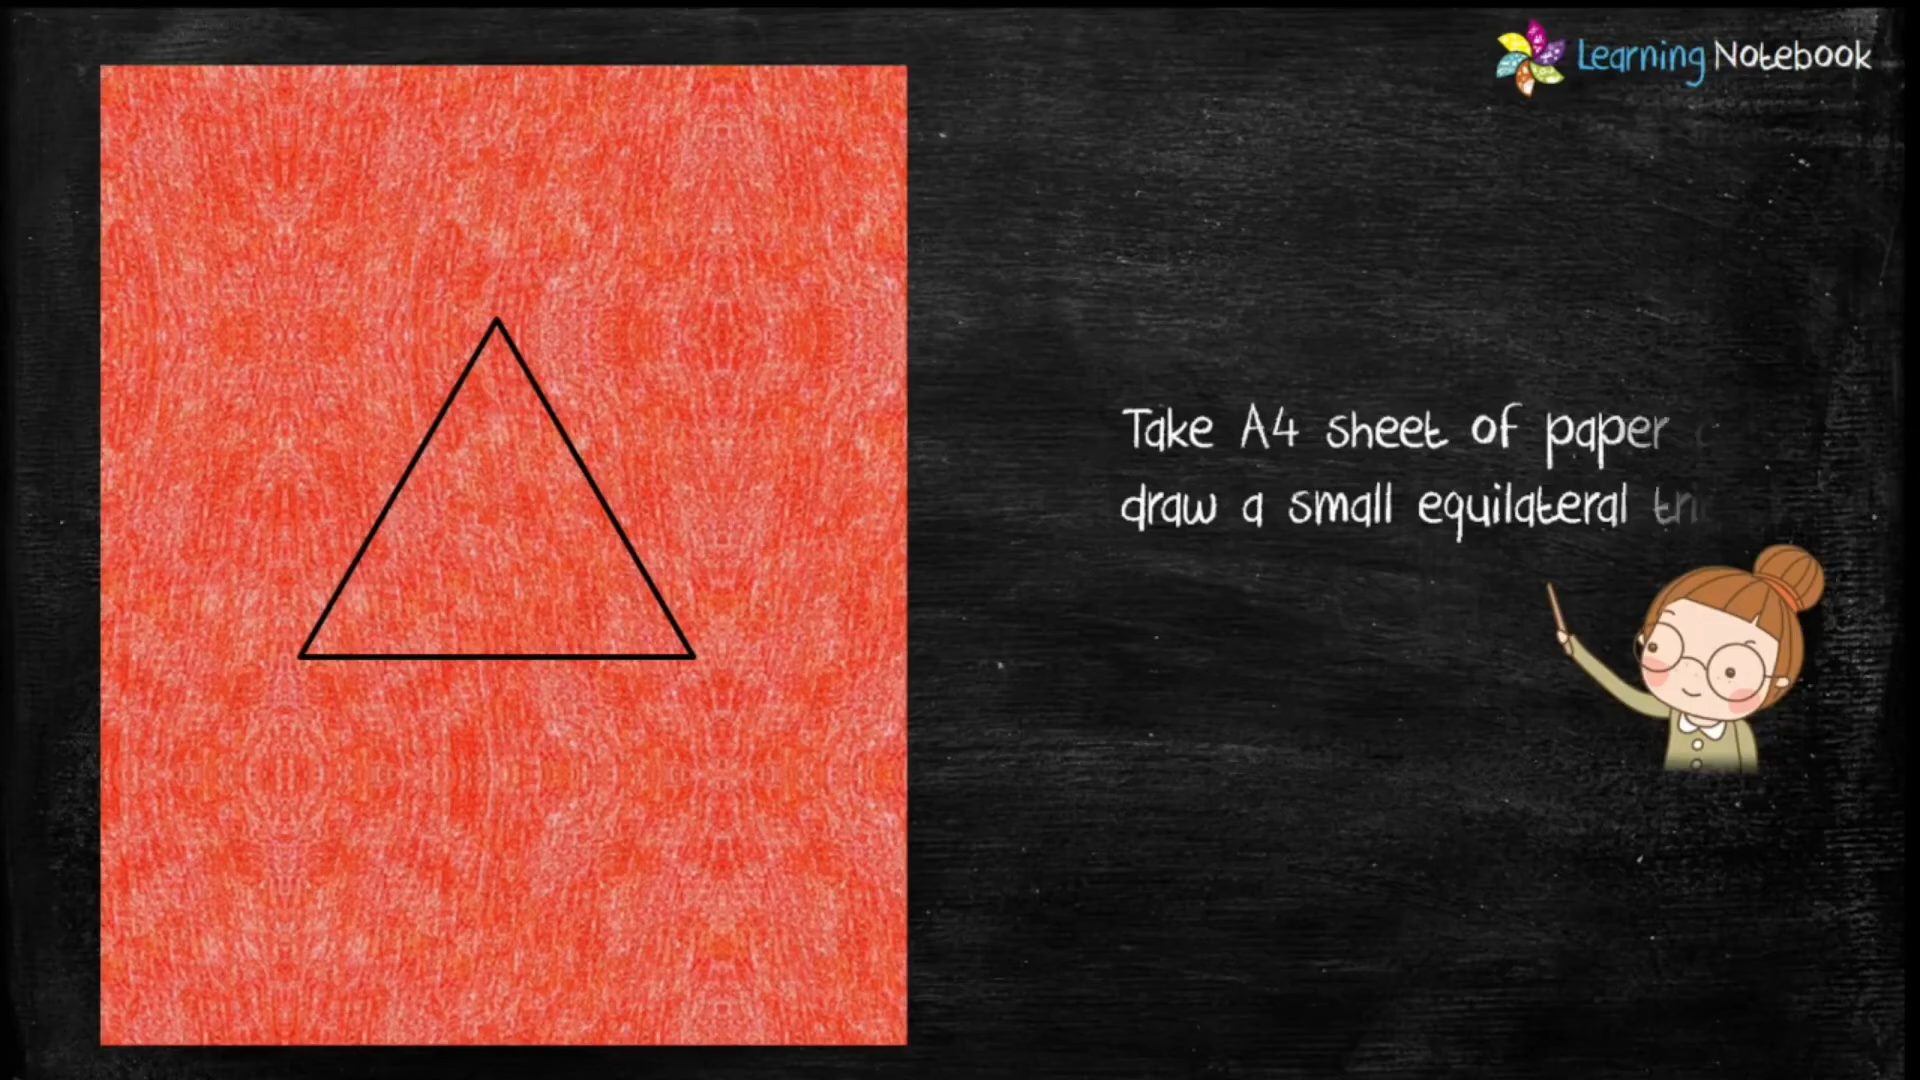 Learning Notebook
Take A4 sheet of paper
draw a small equilateral